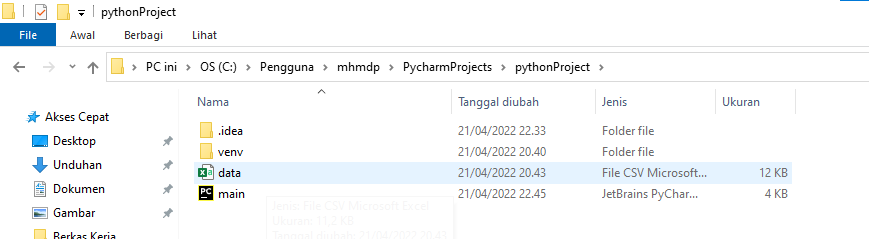 pythonProject
File Awal Berbagi Lihat
PC ini OS (C:) Pengguna mhmdp PycharmProjects pythonProject
Nama Tanggal diubah Jenis Ukuran
Akses Cepat
.idea 21/04/2022 22.33 Folder file
Desktop
venv 21/04/2022 20.40 Folder file
Unduhan
data 21/04/2022 20.43 File CSV Microsoft... 12 KB
Dokumen
main 21/04/2022 22.45 JetBrains PyChar... 4 KB
Gambar
Jenis: File CSV Microsoft Excel
Ukuran: 11,2 KB
Tanggal diubah: 21/04/2022 20.43
Berkas Kerja